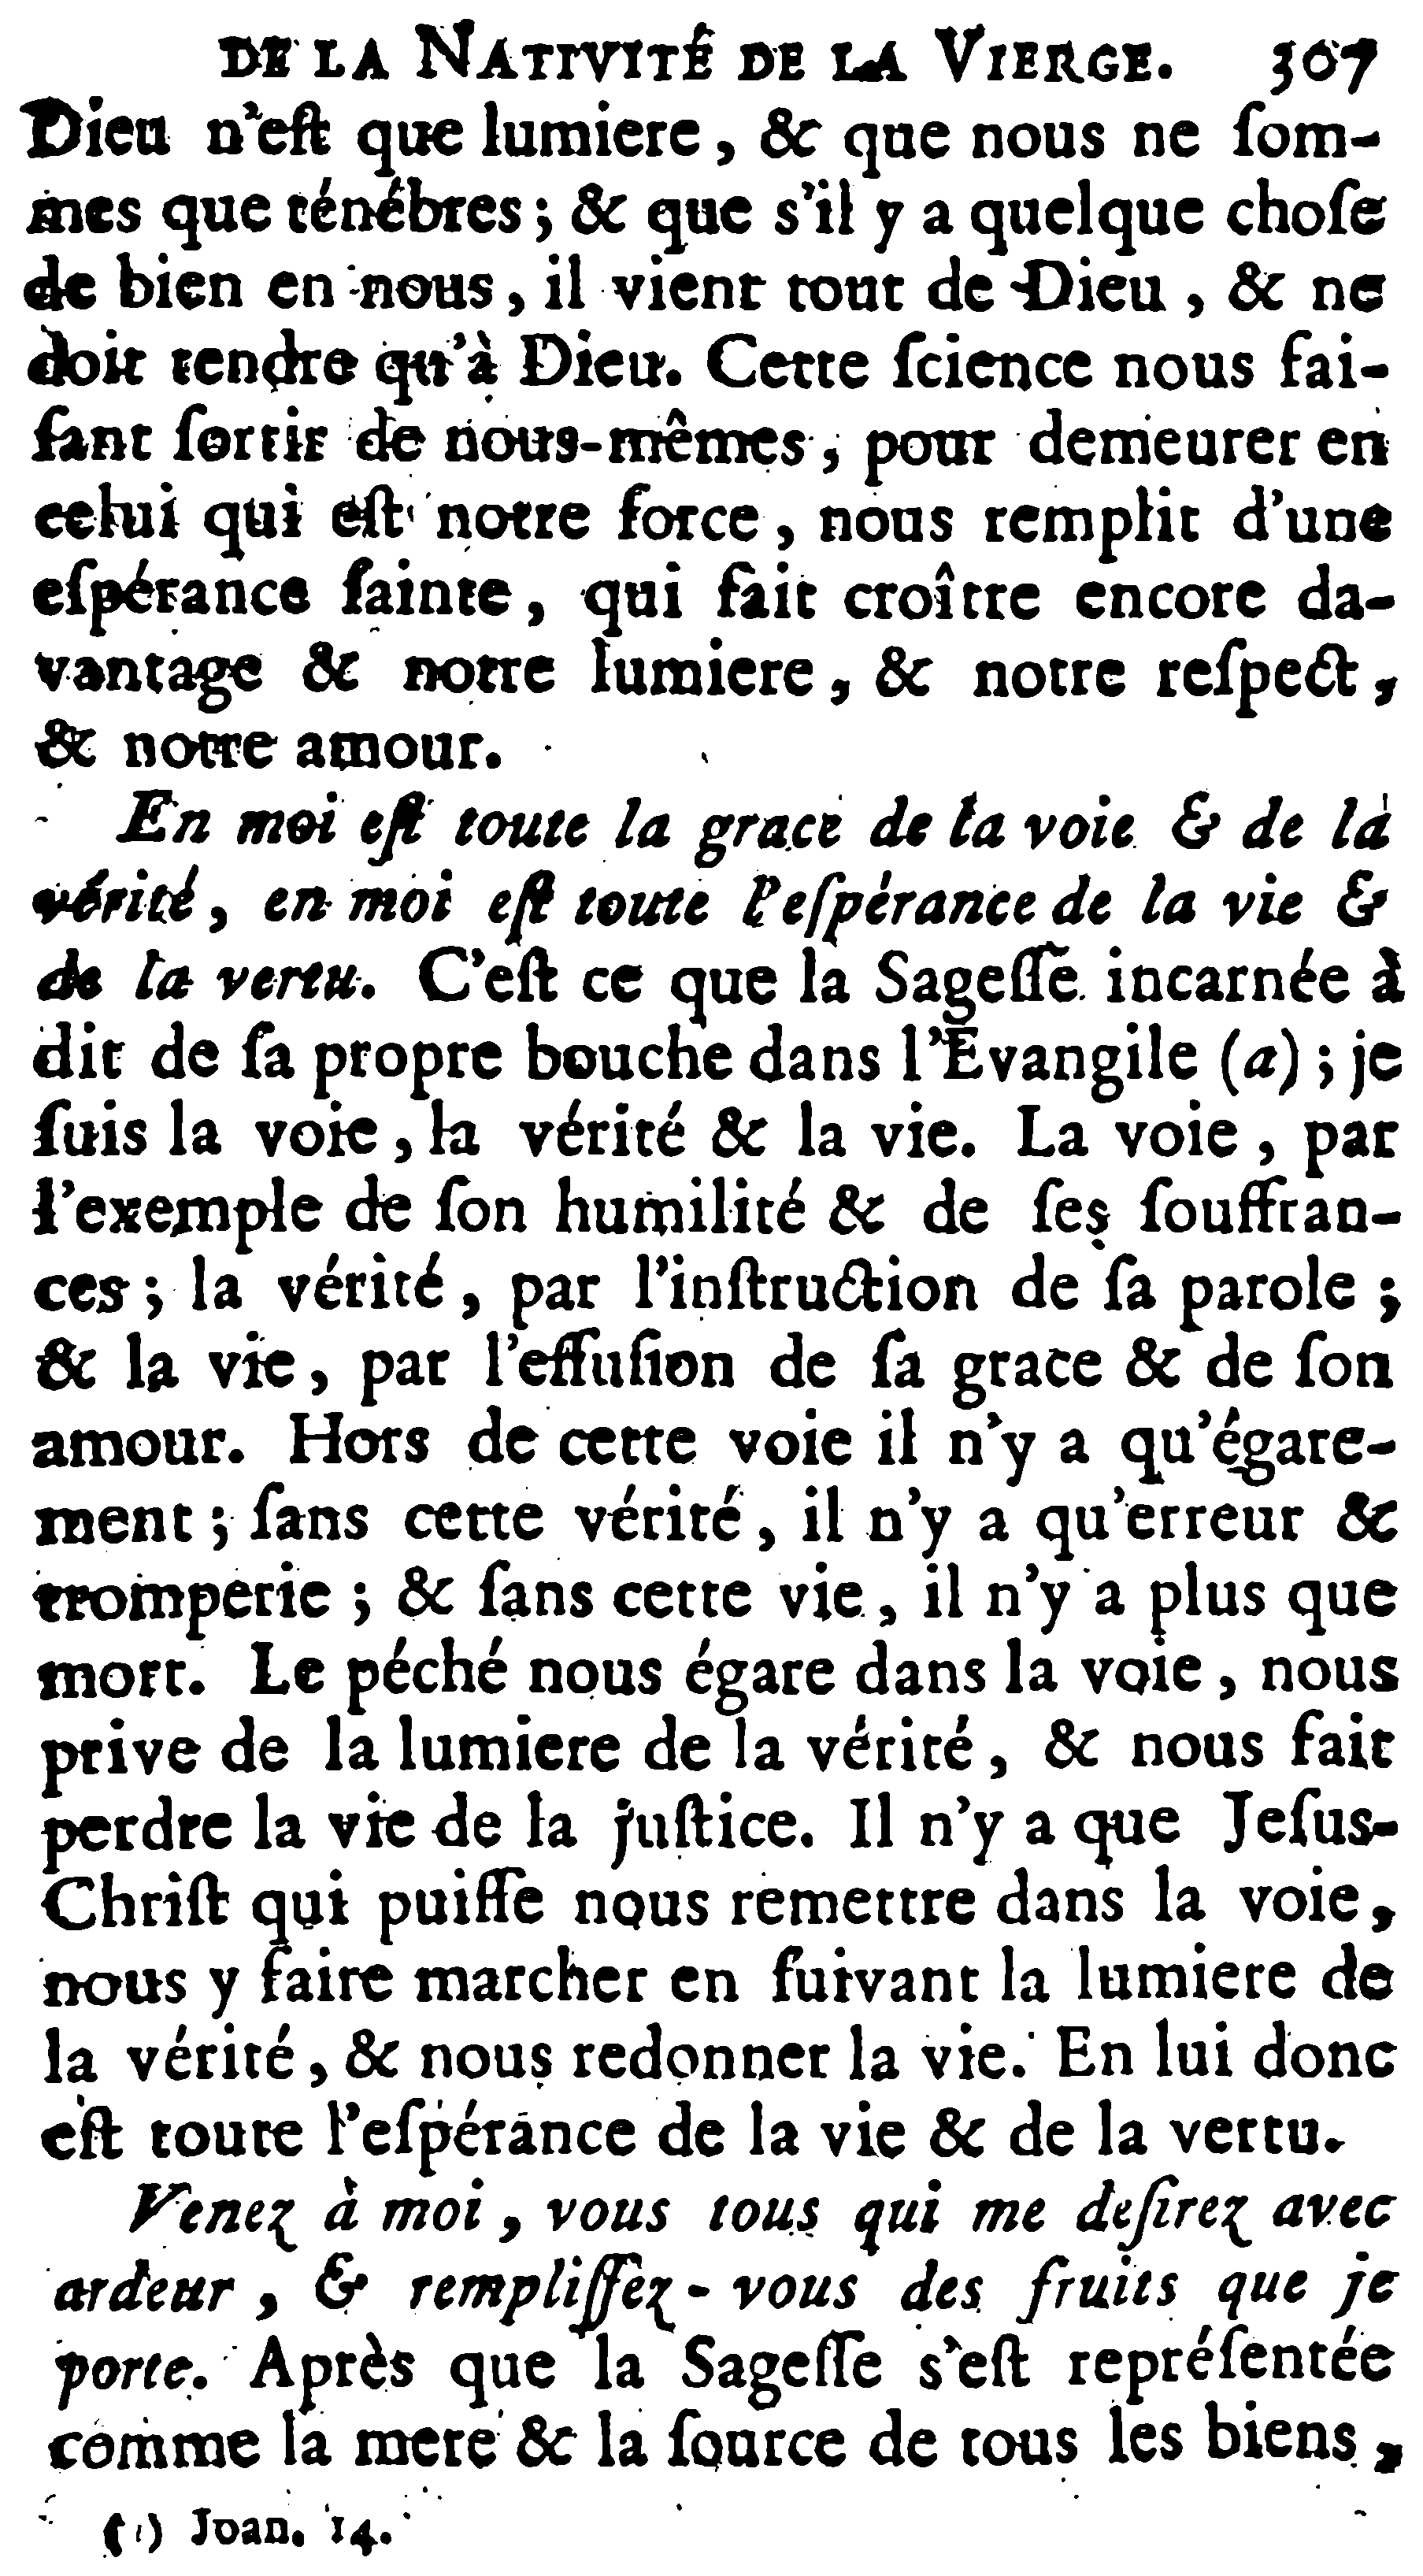 DE LA NATIVITÉ DE LA VIERGE. 307
Dieu n'eſt que lumiere, & que nous ne ſom-
mes que ténébres; & que s'il y a quelque choſe
de bien en nous, il vient tout de Dieu, & ne
doit tendre qu'à Dieu. Cette ſcience nous fai-
ſant ſortir de nous-mêmes, pour demeurer en
celui qui eſt notre force, nous remplit d'une
eſpérance ſainte, qui fait croître encore da-
vantage & notre lumiere, & notre reſpect,
& notre amour.
En moi eſt toute la grace de la voie & de la
vérité, en moi eſt toute l'eſpérance de la vie &
de la vertu. C'eſt ce que la Sageſſe incarnée à
dit de ſa propre bouche dans l'Evangile (a); je
ſuis la voie, la vérité & la vie. La voie, par
l'exemple de ſon humilité & de ſes ſouffran-
ces; la vérité, par l'inſtruction de ſa parole;
& la vie, par l'effuſion de ſa grace & de ſon
amour. Hors de cette voie il n'y a qu'égare-
ment; ſans cette vérité, il n'y a qu'erreur &
tromperie; & ſans cette vie, il n'y a plus que
mort. Le péché nous égare dans la voie, nous
prive de la lumiere de la vérité, & nous fait
perdre la vie de la juſtice. Il n'y a que Jeſus-
Chriſt qui puiſſe nous remettre dans la voie,
nous y faire marcher en ſuivant la lumiere de
la vérité, & nous redonner la vie. En lui donc
eſt toute l'eſpérance de la vie & de la vertu.
Venez à moi, vous tous qui me deſirez avec
ardeur, & rempliſſez-vous des fruits que je
porte. Après que la Sageſſe s'eſt repréſentée
comme la mere & la ſource de tous les biens,
() Joan. 14.